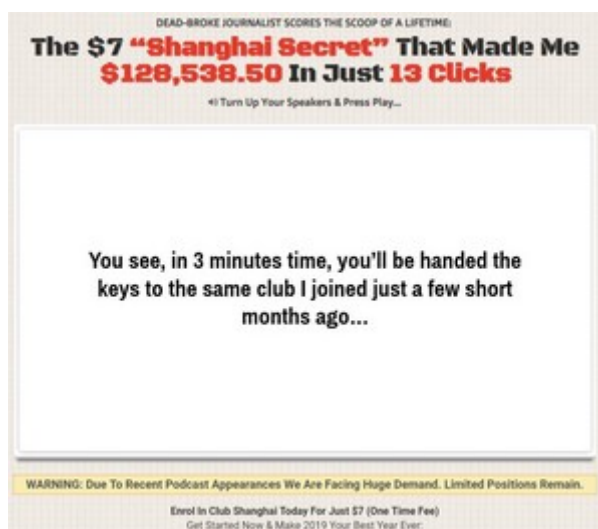 DEAD-BROKE JOURNALIST SCORES THE SCOOP OF A LIFETIME:
The $7 “Shanghai Secret” That Made Me
$128,538.50 In Just 13 Clicks
Turn Up Your Speakers & Press Play...
You see, in 3 minutes time, you’ll be handed the
keys to the same club I joined just a few short
months ago...
WARNING: Due To Recent Podcast Appearances We Are Facing Huge Demand. Limited Positions Remain.
Enrol In Club Shanghai Today For Just $7 (One Time Fee)
Get Started Now & Make 2019 Your Best Year Ever: